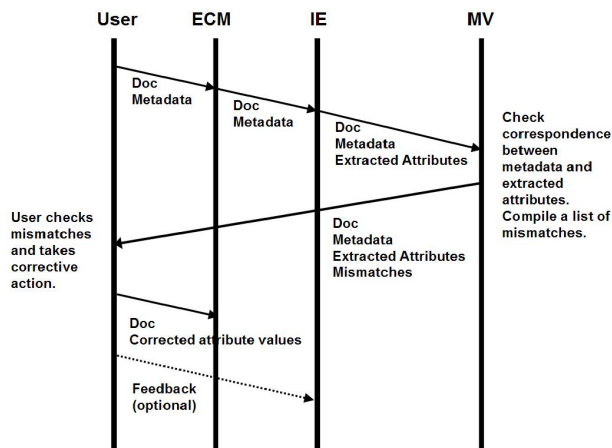 User ECM IE MV
Doc
Metadata
Doc
Metadata
Doc
Metadata
Extracted Attributes
Check
correspondence
between
metadata and
extracted
attributes.
Compile a list of
mismatches.
User checks
mismatches
and takes
corrective
action.
Doc
Metadata
Extracted Attributes
Mismatches
Doc
Corrected attribute values
Feedback
(optional)